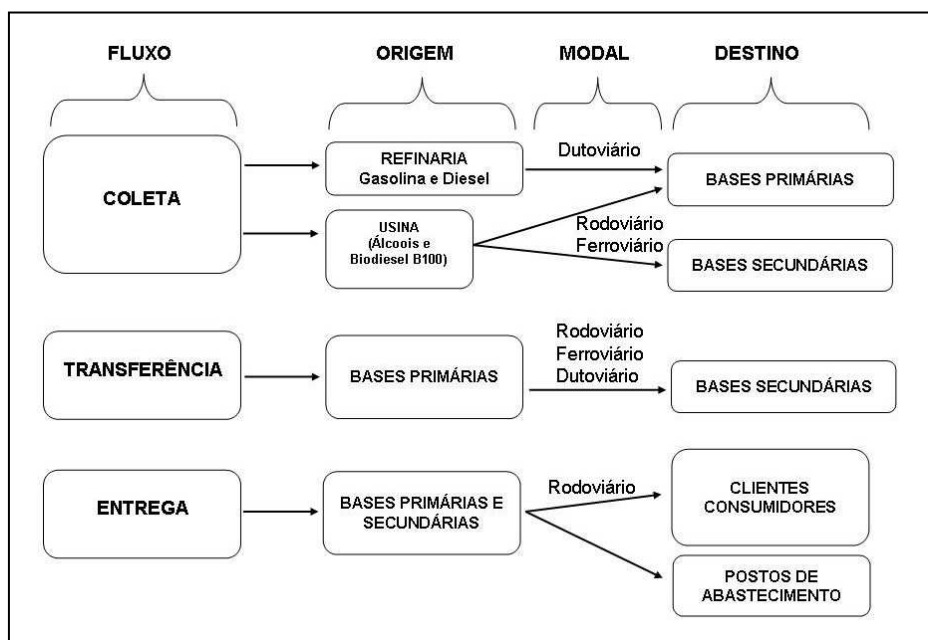 FLUXO
ORIGEM
MODAL
DESTINO
COLETA
REFINARIA
Gasolina e Diesel
Dutoviário
BASES PRIMÁRIAS
USINA
(Álcoois e
Biodiesel B100)
Rodoviário
Ferroviário
BASES SECUNDÁRIAS
TRANSFERÊNCIA
BASES PRIMÁRIAS
Rodoviário
Ferroviário
Dutoviário
BASES SECUNDÁRIAS
ENTREGA
BASES PRIMÁRIAS E
SECUNDÁRIAS
Rodoviário
CLIENTES
CONSUMIDORES
POSTOS DE
ABASTECIMENTO